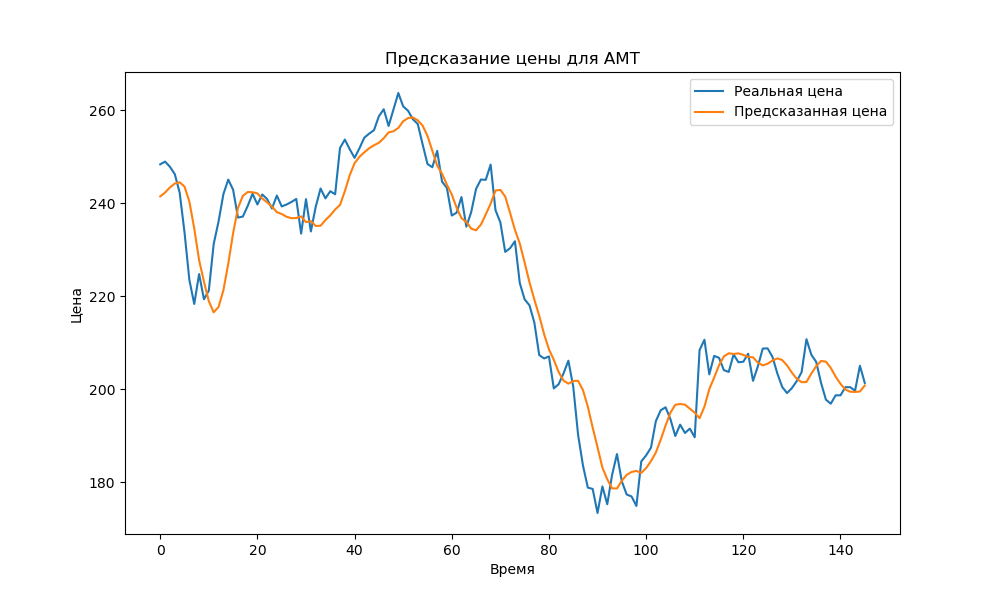 Предсказание цены для AMT
Реальная цена
Предсказанная цена
Цена
260
240
220
200
180
0 20 40 60 80 100 120 140
Время